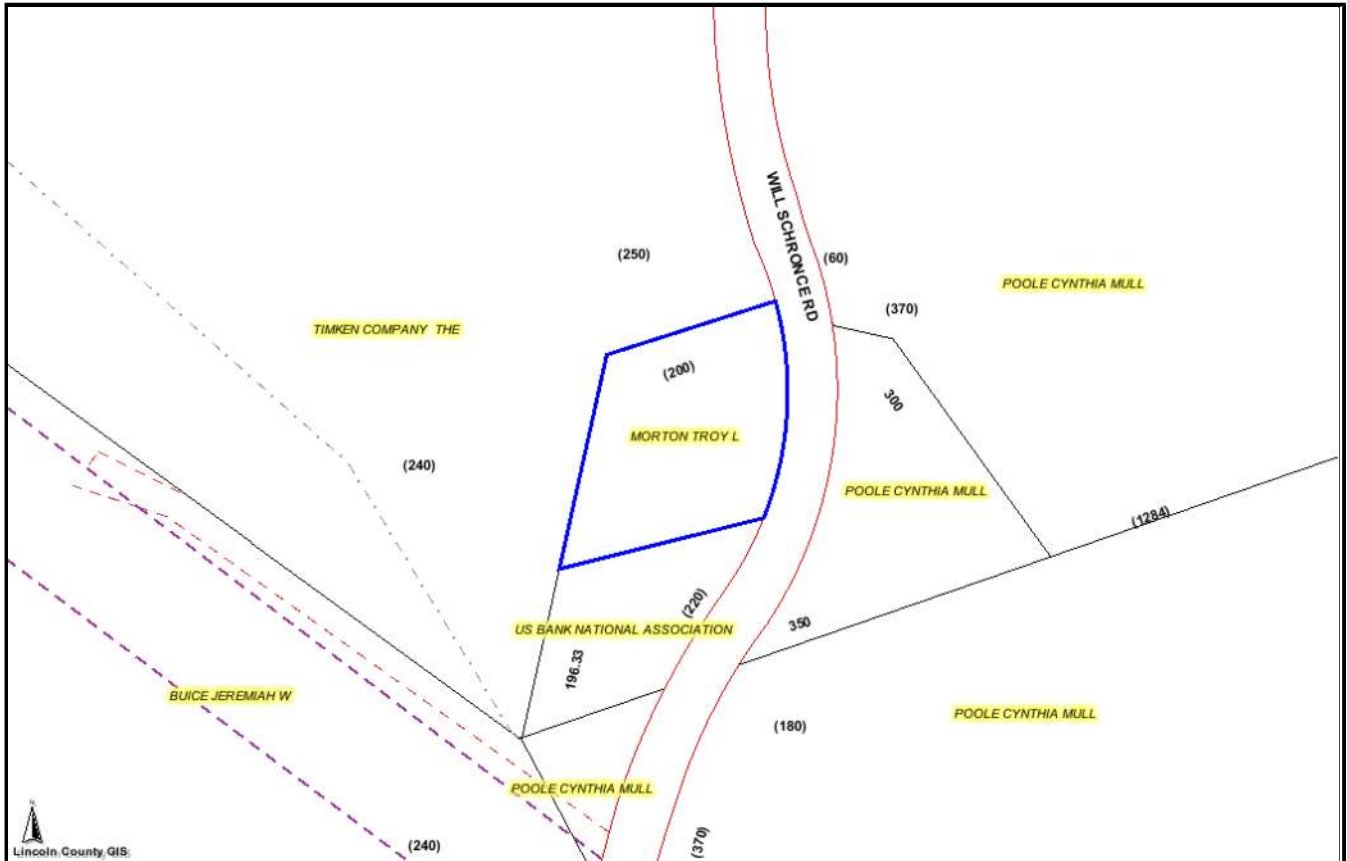 WILL SCHRONCE RD
(250)
(60)
POOLE CYNTHIA MULL
(370)
TIMKEN COMPANY THE
(200)
300
MORTON TROY L
(240)
POOLE CYNTHIA MULL
(1284)
(220)
350
US BANK NATIONAL ASSOCIATION
196.33
BUICE JEREMIAH W
POOLE CYNTHIA MULL
(180)
POOLE CYNTHIA MULL
(240)
(370)
Lincoln County GIS